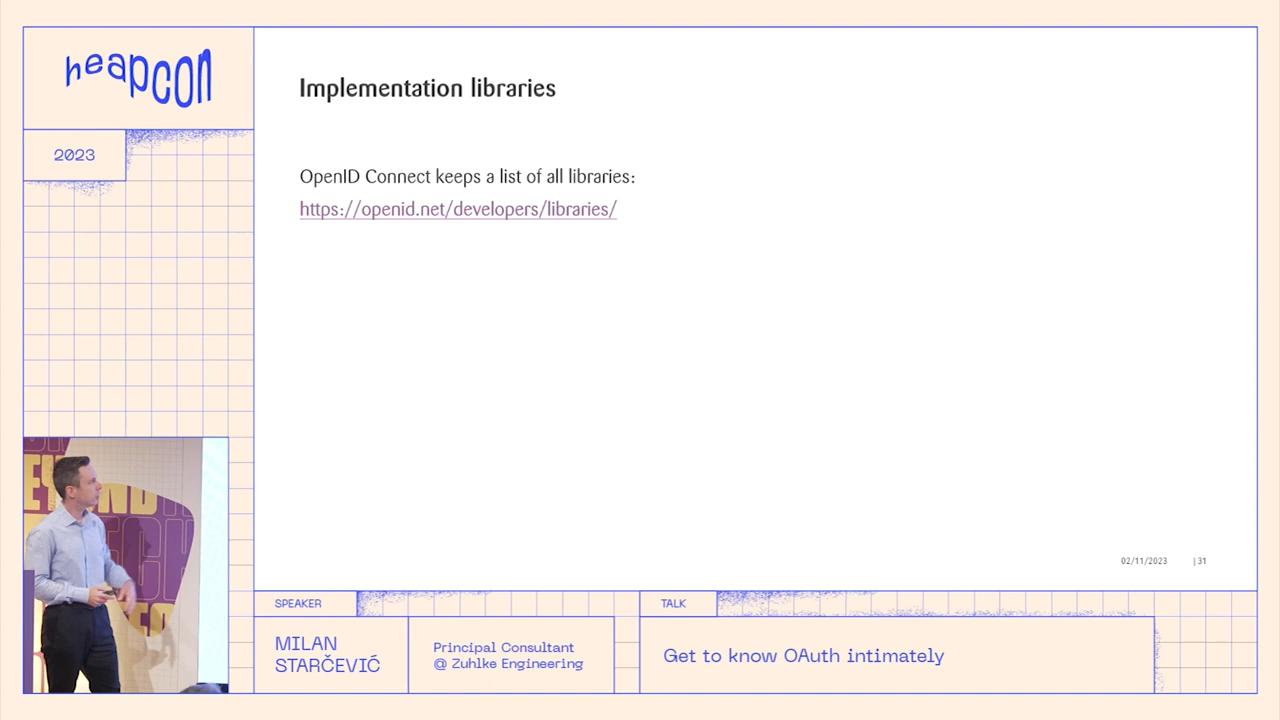 heapcon
2023
Implementation libraries
OpenID Connect keeps a list of all libraries:
https://openid.net/developers/libraries/
02/11/2023 | 31
SPEAKER
MILAN
STARČEVIĆ
Principal Consultant
@ Zuhlke Engineering
TALK
Get to know OAuth intimately